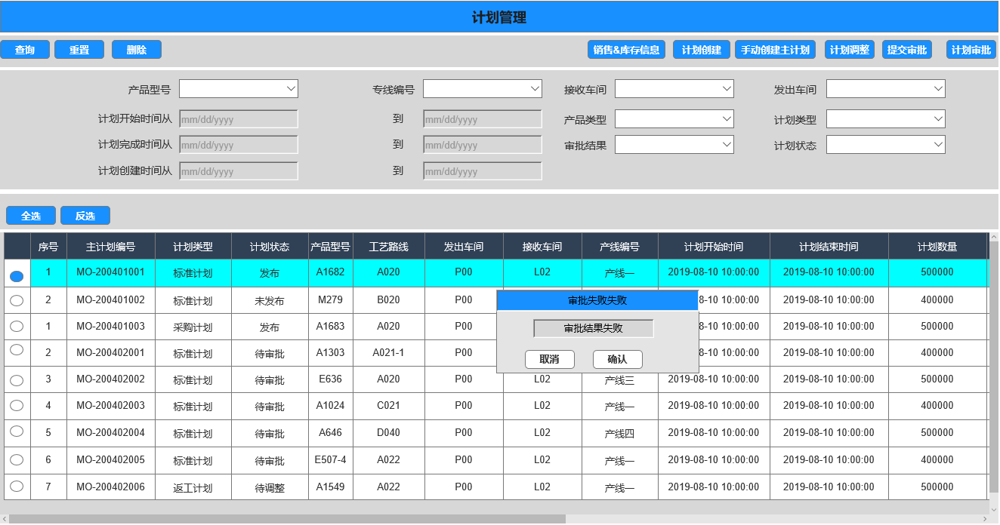 计划管理
查询 重置 删除 销售&库存信息 计划创建 手动创建主计划 计划调整 提交审批 计划审批
产品型号 专线编号 接收车间 发出车间
计划开始时间从 mm/dd/yyyy 到 mm/dd/yyyy 产品类型 计划类型
计划完成时间从 mm/dd/yyyy 到 mm/dd/yyyy 审批结果 计划状态
计划创建时间从 mm/dd/yyyy 到 mm/dd/yyyy
全选 反选
序号 主计划编号 计划类型 计划状态 产品型号 工艺路线 发出车间 接收车间 产线编号 计划开始时间 计划结束时间 计划数量
1 MO-200401001 标准计划 发布 A1682 A020 P00 L02 产线一 2019-08-10 10:00:00 2019-08-10 10:00:00 500000
2 MO-200401002 标准计划 未发布 M279 B020 P00 8-10 10:00:00 2019-08-10 10:00:00 400000
1 MO-200401003 采购计划 发布 A1683 A020 P00 8-10 10:00:00 2019-08-10 10:00:00 500000
2 MO-200402001 标准计划 待审批 A1303 A021-1 P00 8-10 10:00:00 2019-08-10 10:00:00 400000
3 MO-200402002 标准计划 待审批 E636 A020 P00 L02 产线三 2019-08-10 10:00:00 2019-08-10 10:00:00 500000
4 MO-200402003 标准计划 待审批 A1024 C021 P00 L02 产线一 2019-08-10 10:00:00 2019-08-10 10:00:00 400000
5 MO-200402004 标准计划 待审批 A646 D040 P00 L02 产线四 2019-08-10 10:00:00 2019-08-10 10:00:00 500000
6 MO-200402005 标准计划 待审批 E507-4 A022 P00 L02 产线一 2019-08-10 10:00:00 2019-08-10 10:00:00 400000
7 MO-200402006 返工计划 待调整 A1549 A022 P00 L02 产线一 2019-08-10 10:00:00 2019-08-10 10:00:00 500000
审批失败失败
审批结果失败
取消 确认